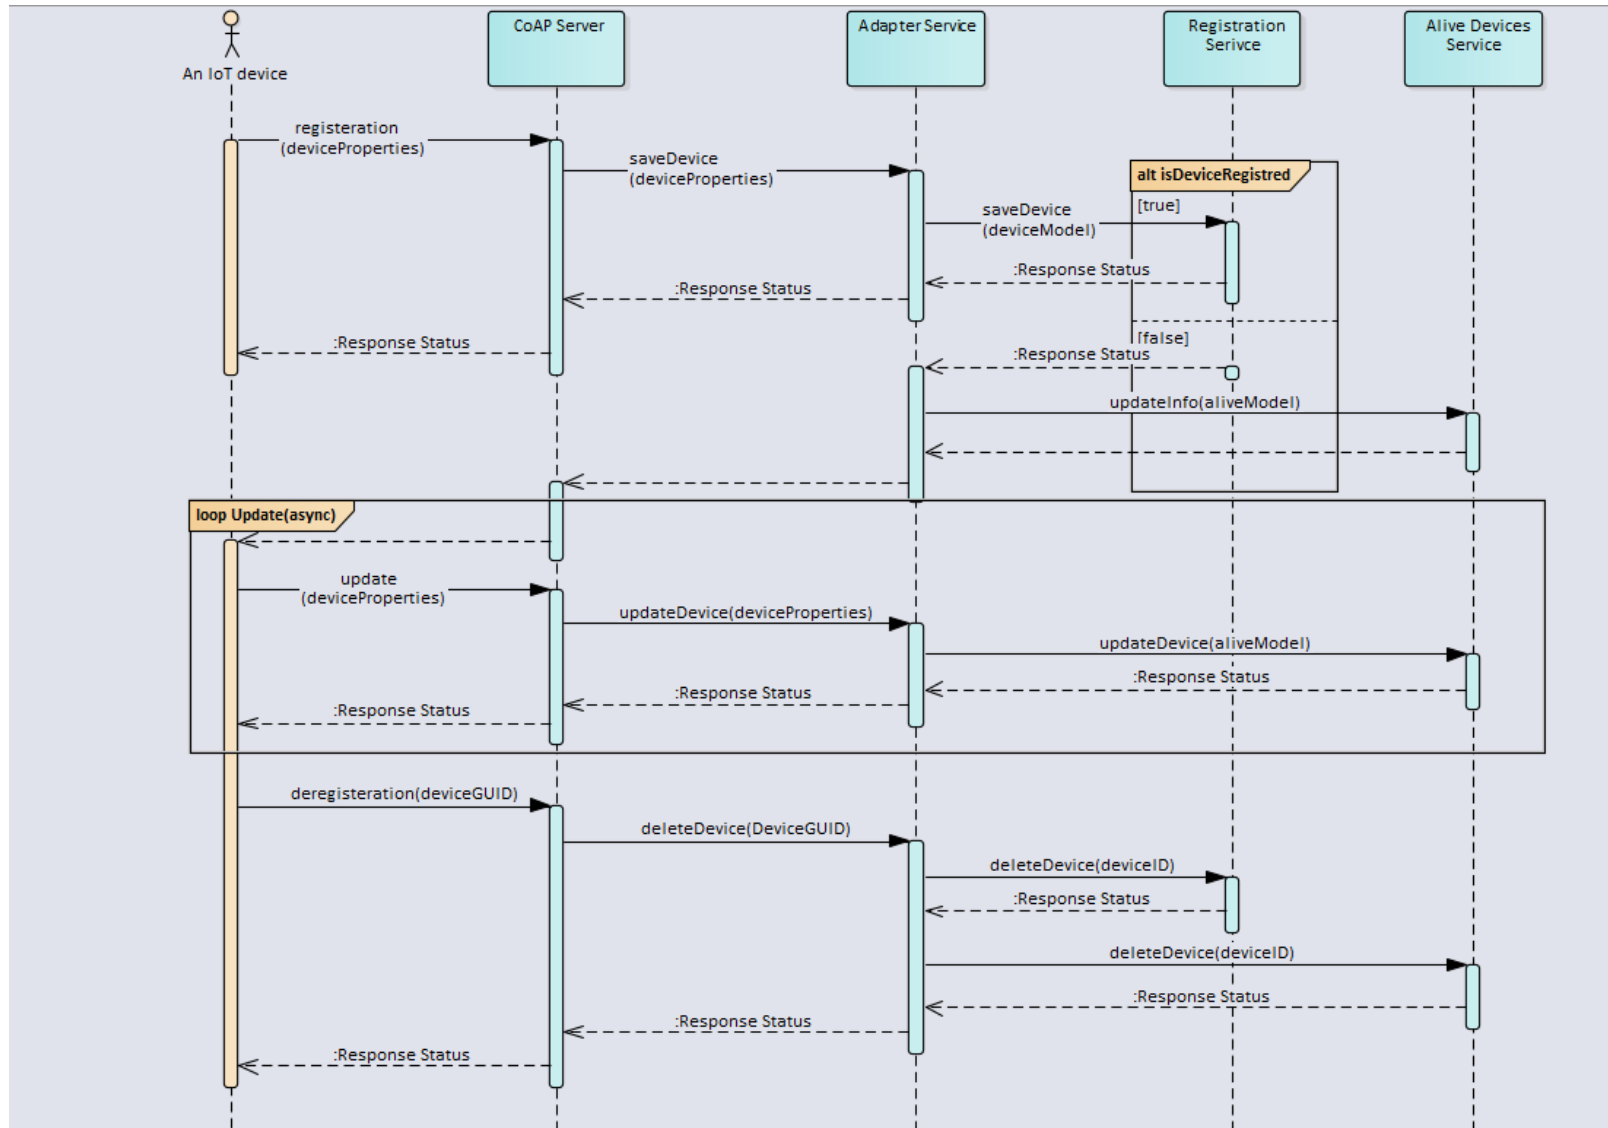 An IoT device
CoAP Server
Adapter Service
Registration
Serivce
Alive Devices
Service
registeration
(deviceProperties)
saveDevice
(deviceProperties)
alt isDeviceRegistred
[true]
saveDevice
(deviceModel)
:Response Status
:Response Status
:Response Status
[false]
:Response Status
updateInfo(aliveModel)
loop Update(async)
update
(deviceProperties)
updateDevice(deviceProperties)
updateDevice(aliveModel)
:Response Status
:Response Status
:Response Status
deregisteration(deviceGUID)
deleteDevice(DeviceGUID)
deleteDevice(deviceID)
:Response Status
deleteDevice(deviceID)
:Response Status
:Response Status
:Response Status